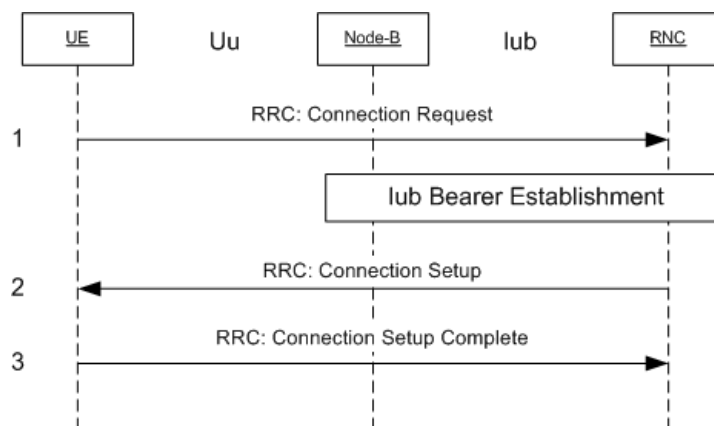 UE
Uu
Node-B
Iub
RNC
RRC: Connection Request
1
Iub Bearer Establishment
RRC: Connection Setup
2
RRC: Connection Setup Complete
3